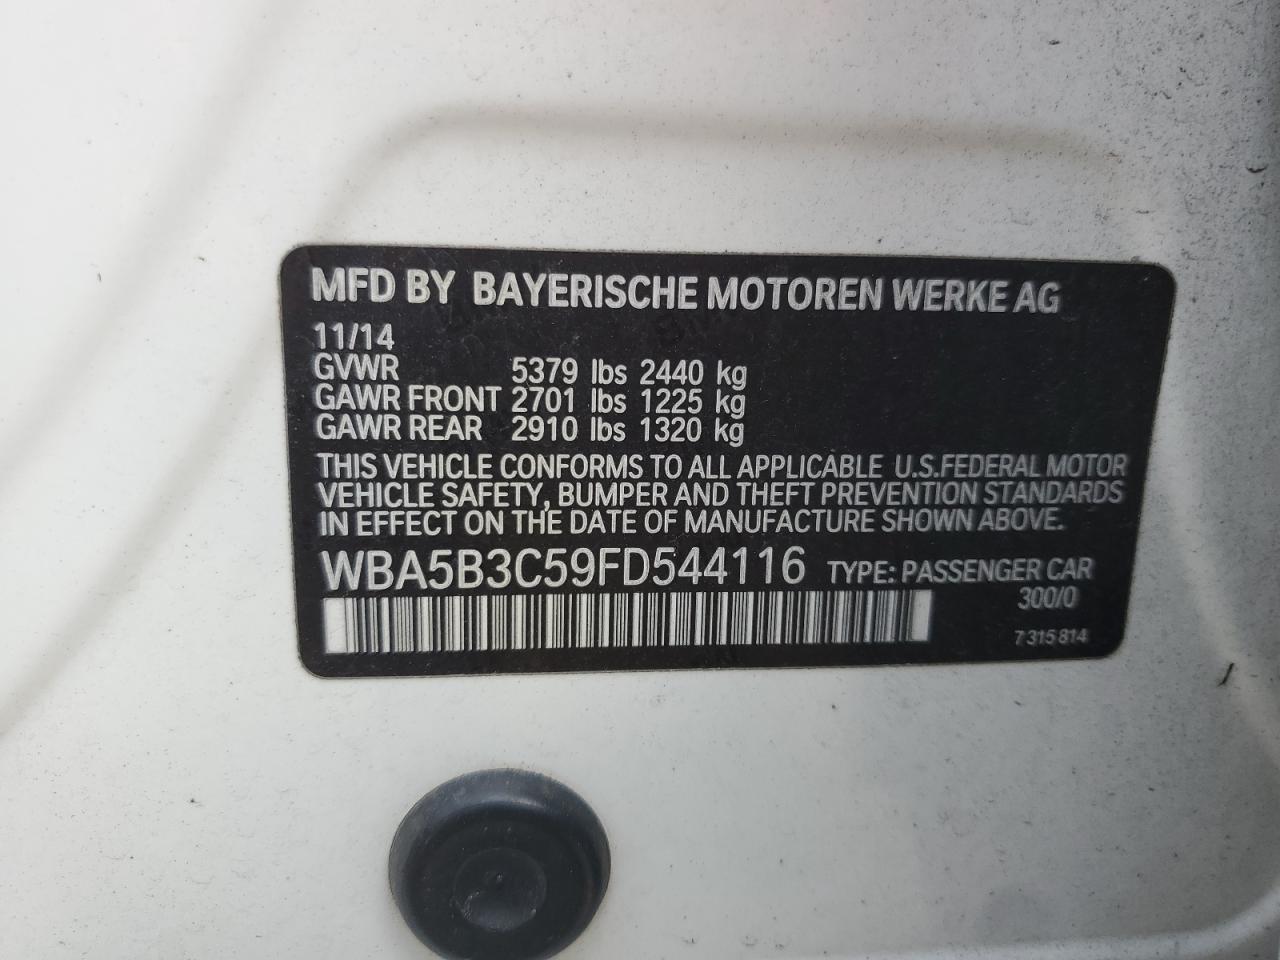 MFD BY BAYERISCHE MOTOREN WERKE AG
11/14
GVWR 5379 lbs 2440 kg
GAWR FRONT 2701 lbs 1225 kg
GAWR REAR 2910 lbs 1320 kg
THIS VEHICLE CONFORMS TO ALL APPLICABLE U.S.FEDERAL MOTOR
VEHICLE SAFETY, BUMPER AND THEFT PREVENTION STANDARDS
IN EFFECT ON THE DATE OF MANUFACTURE SHOWN ABOVE.
WBA5B3C59FD544116 TYPE: PASSENGER CAR
300/0
7 315 814